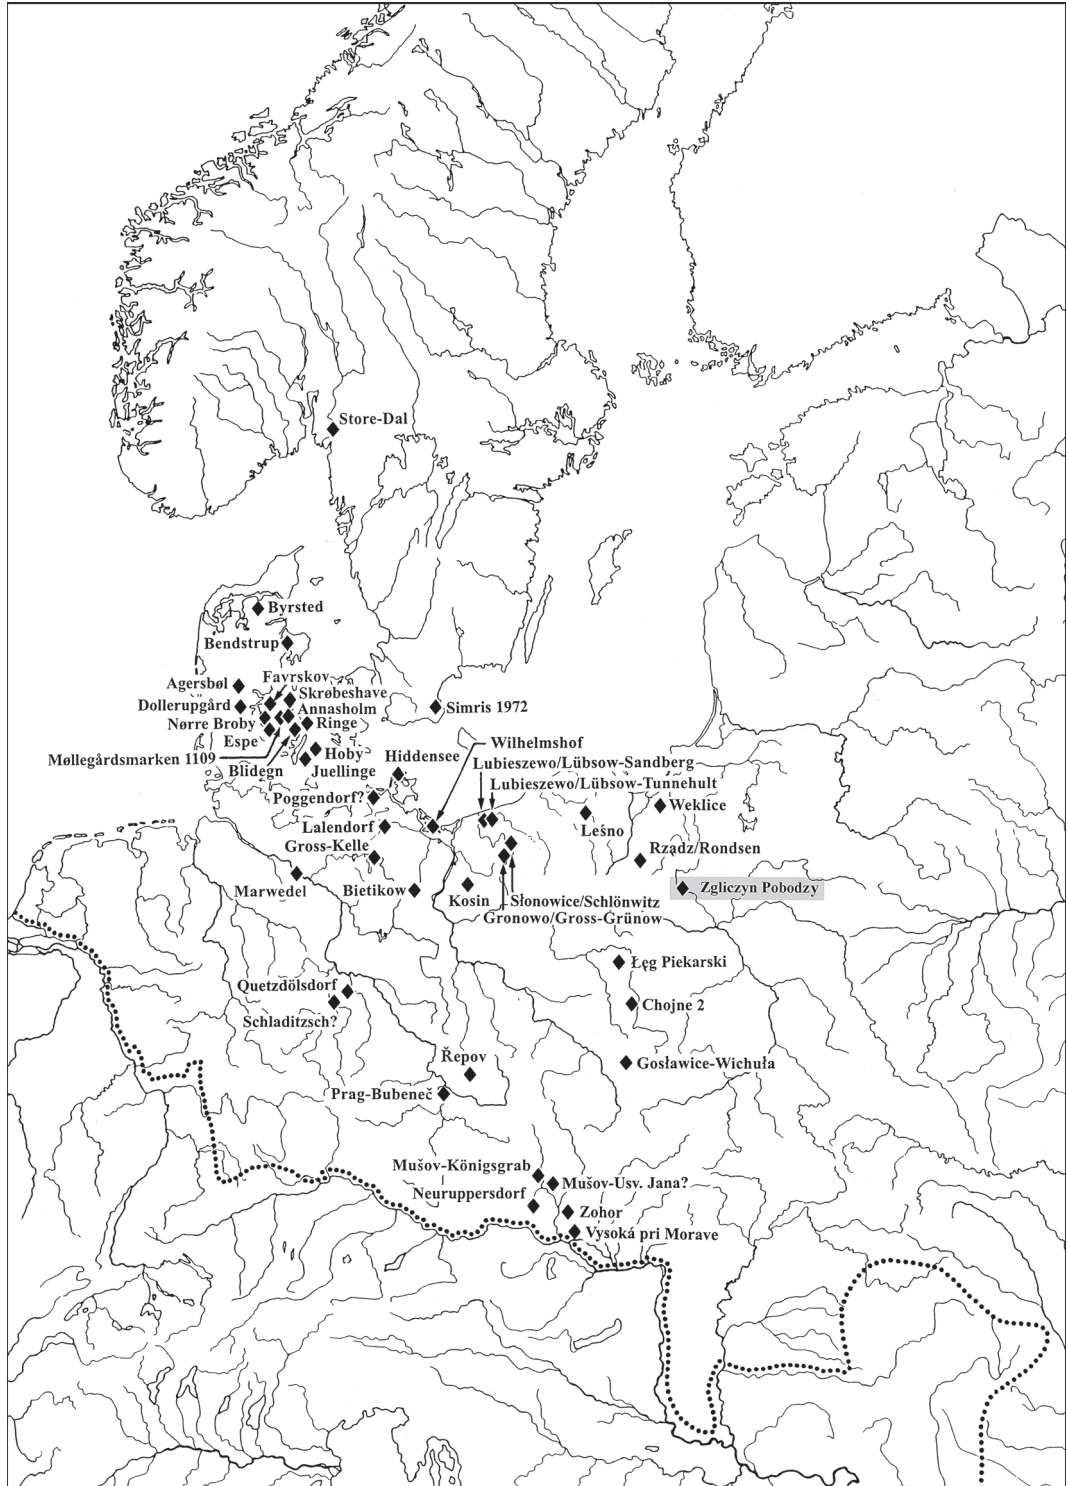 Store-Dal
Byrsted
Bendstrup
Favrskov
Agersbøl
Skrøbeshave
Dollerupgård
Annasholm
Simris 1972
Nørre Broby
Ringe
Espe
Møllegårdsmarken 1109
Hoby
Blidegn
Juellinge
Wilhelmshof
Hiddensee
Lubieszewo/Lübsow-Sandberg
Lubieszewo/Lübsow-Tunnehult
Poggendorf?
Weklice
Lalendorf
Leśno
Gross-Kelle
Rządz/Rondsen
Marwedel
Bietikow
Kosin
Zgliczyn Pobodzy
Słonowice/Schlönwitz
Gronowo/Gross-Grünow
Łęg Piekarski
Quetzdölsdorf
Chojne 2
Schladitzsch?
Řepov
Gosławice-Wichuła
Prag-Bubeneč
Mušov-Königsgrab
Mušov-Usv. Jana?
Neuruppersdorf
Zohor
Vysoká pri Morave